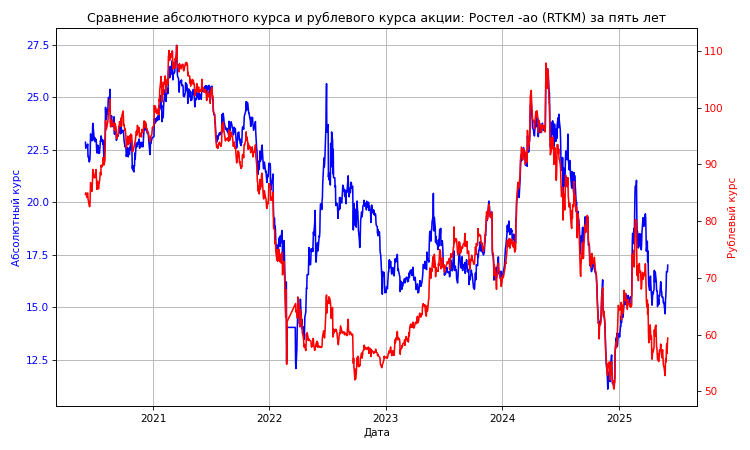 Сравнение абсолютного курса и рублевого курса акции: Ростел -ао (RTKM) за пять лет
27.5
25.0
22.5
20.0
17.5
15.0
12.5
Абсолютный курс
110
100
90
80
70
60
50
Рублевый курс
2021 2022 2023 2024 2025
Дата